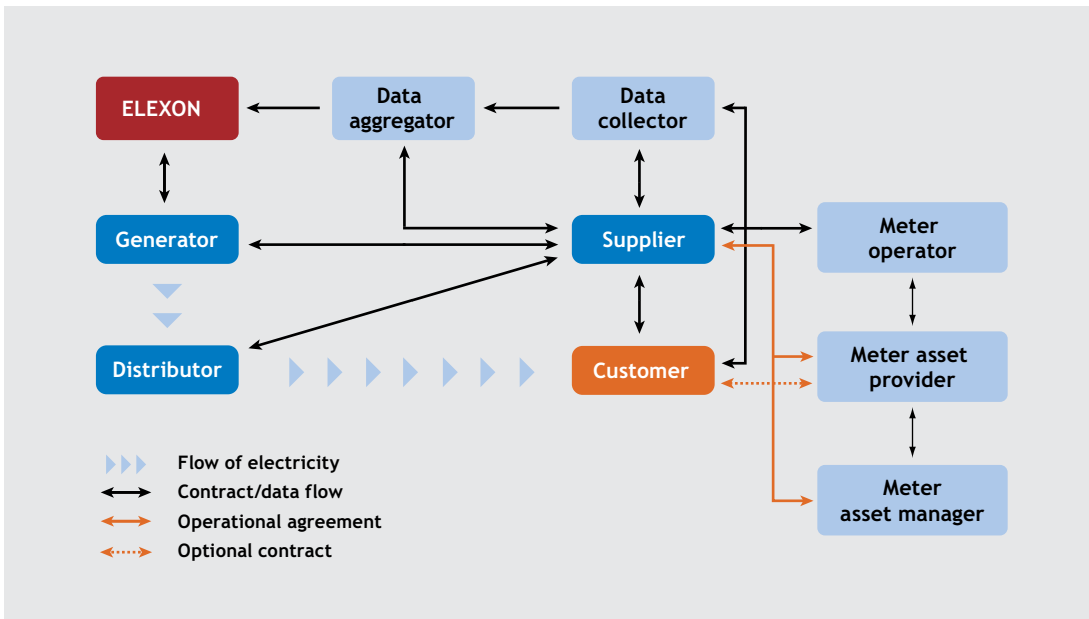 ELEXON
Data
aggregator
Data
collector
Generator
Supplier
Meter
operator
Distributor
Customer
Meter asset
provider
Meter
asset manager
Flow of electricity
Contract/data flow
Operational agreement
Optional contract